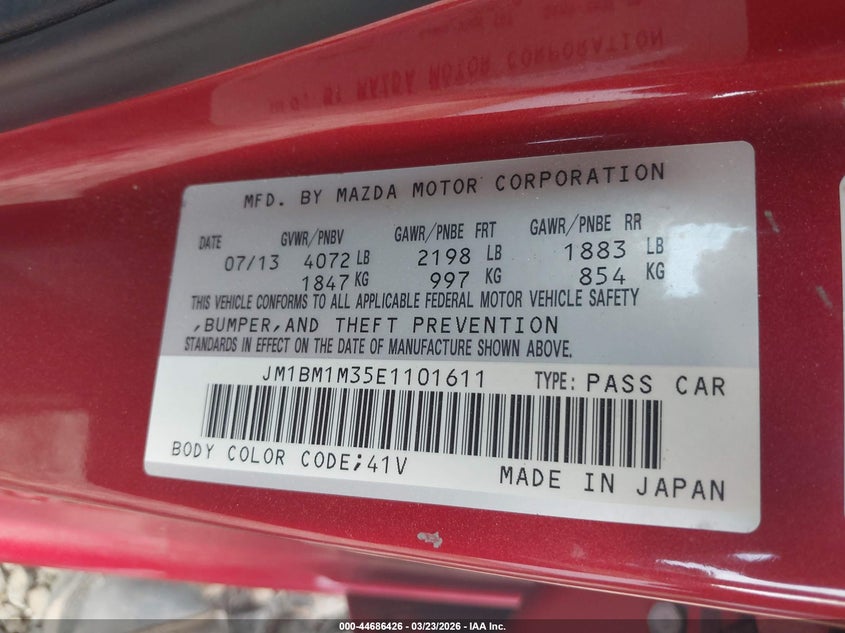 MFD. BY MAZDA MOTOR CORPORATION
DATE GVWR/PNBV GAWR/PNBE FRT GAWR/PNBE RR
07/13 4072 LB 2198 LB 1883 LB
1847 KG 997 KG 854 KG
THIS VEHICLE CONFORMS TO ALL APPLICABLE FEDERAL MOTOR VEHICLE SAFETY
,BUMPER,AND THEFT PREVENTION
STANDARDS IN EFFECT ON THE DATE OF MANUFACTURE SHOWN ABOVE.
JM1BM1M35E1101611 TYPE: PASS CAR
BODY COLOR CODE;41V MADE IN JAPAN
000-44686426 - 03/23/2026 - IAA Inc.